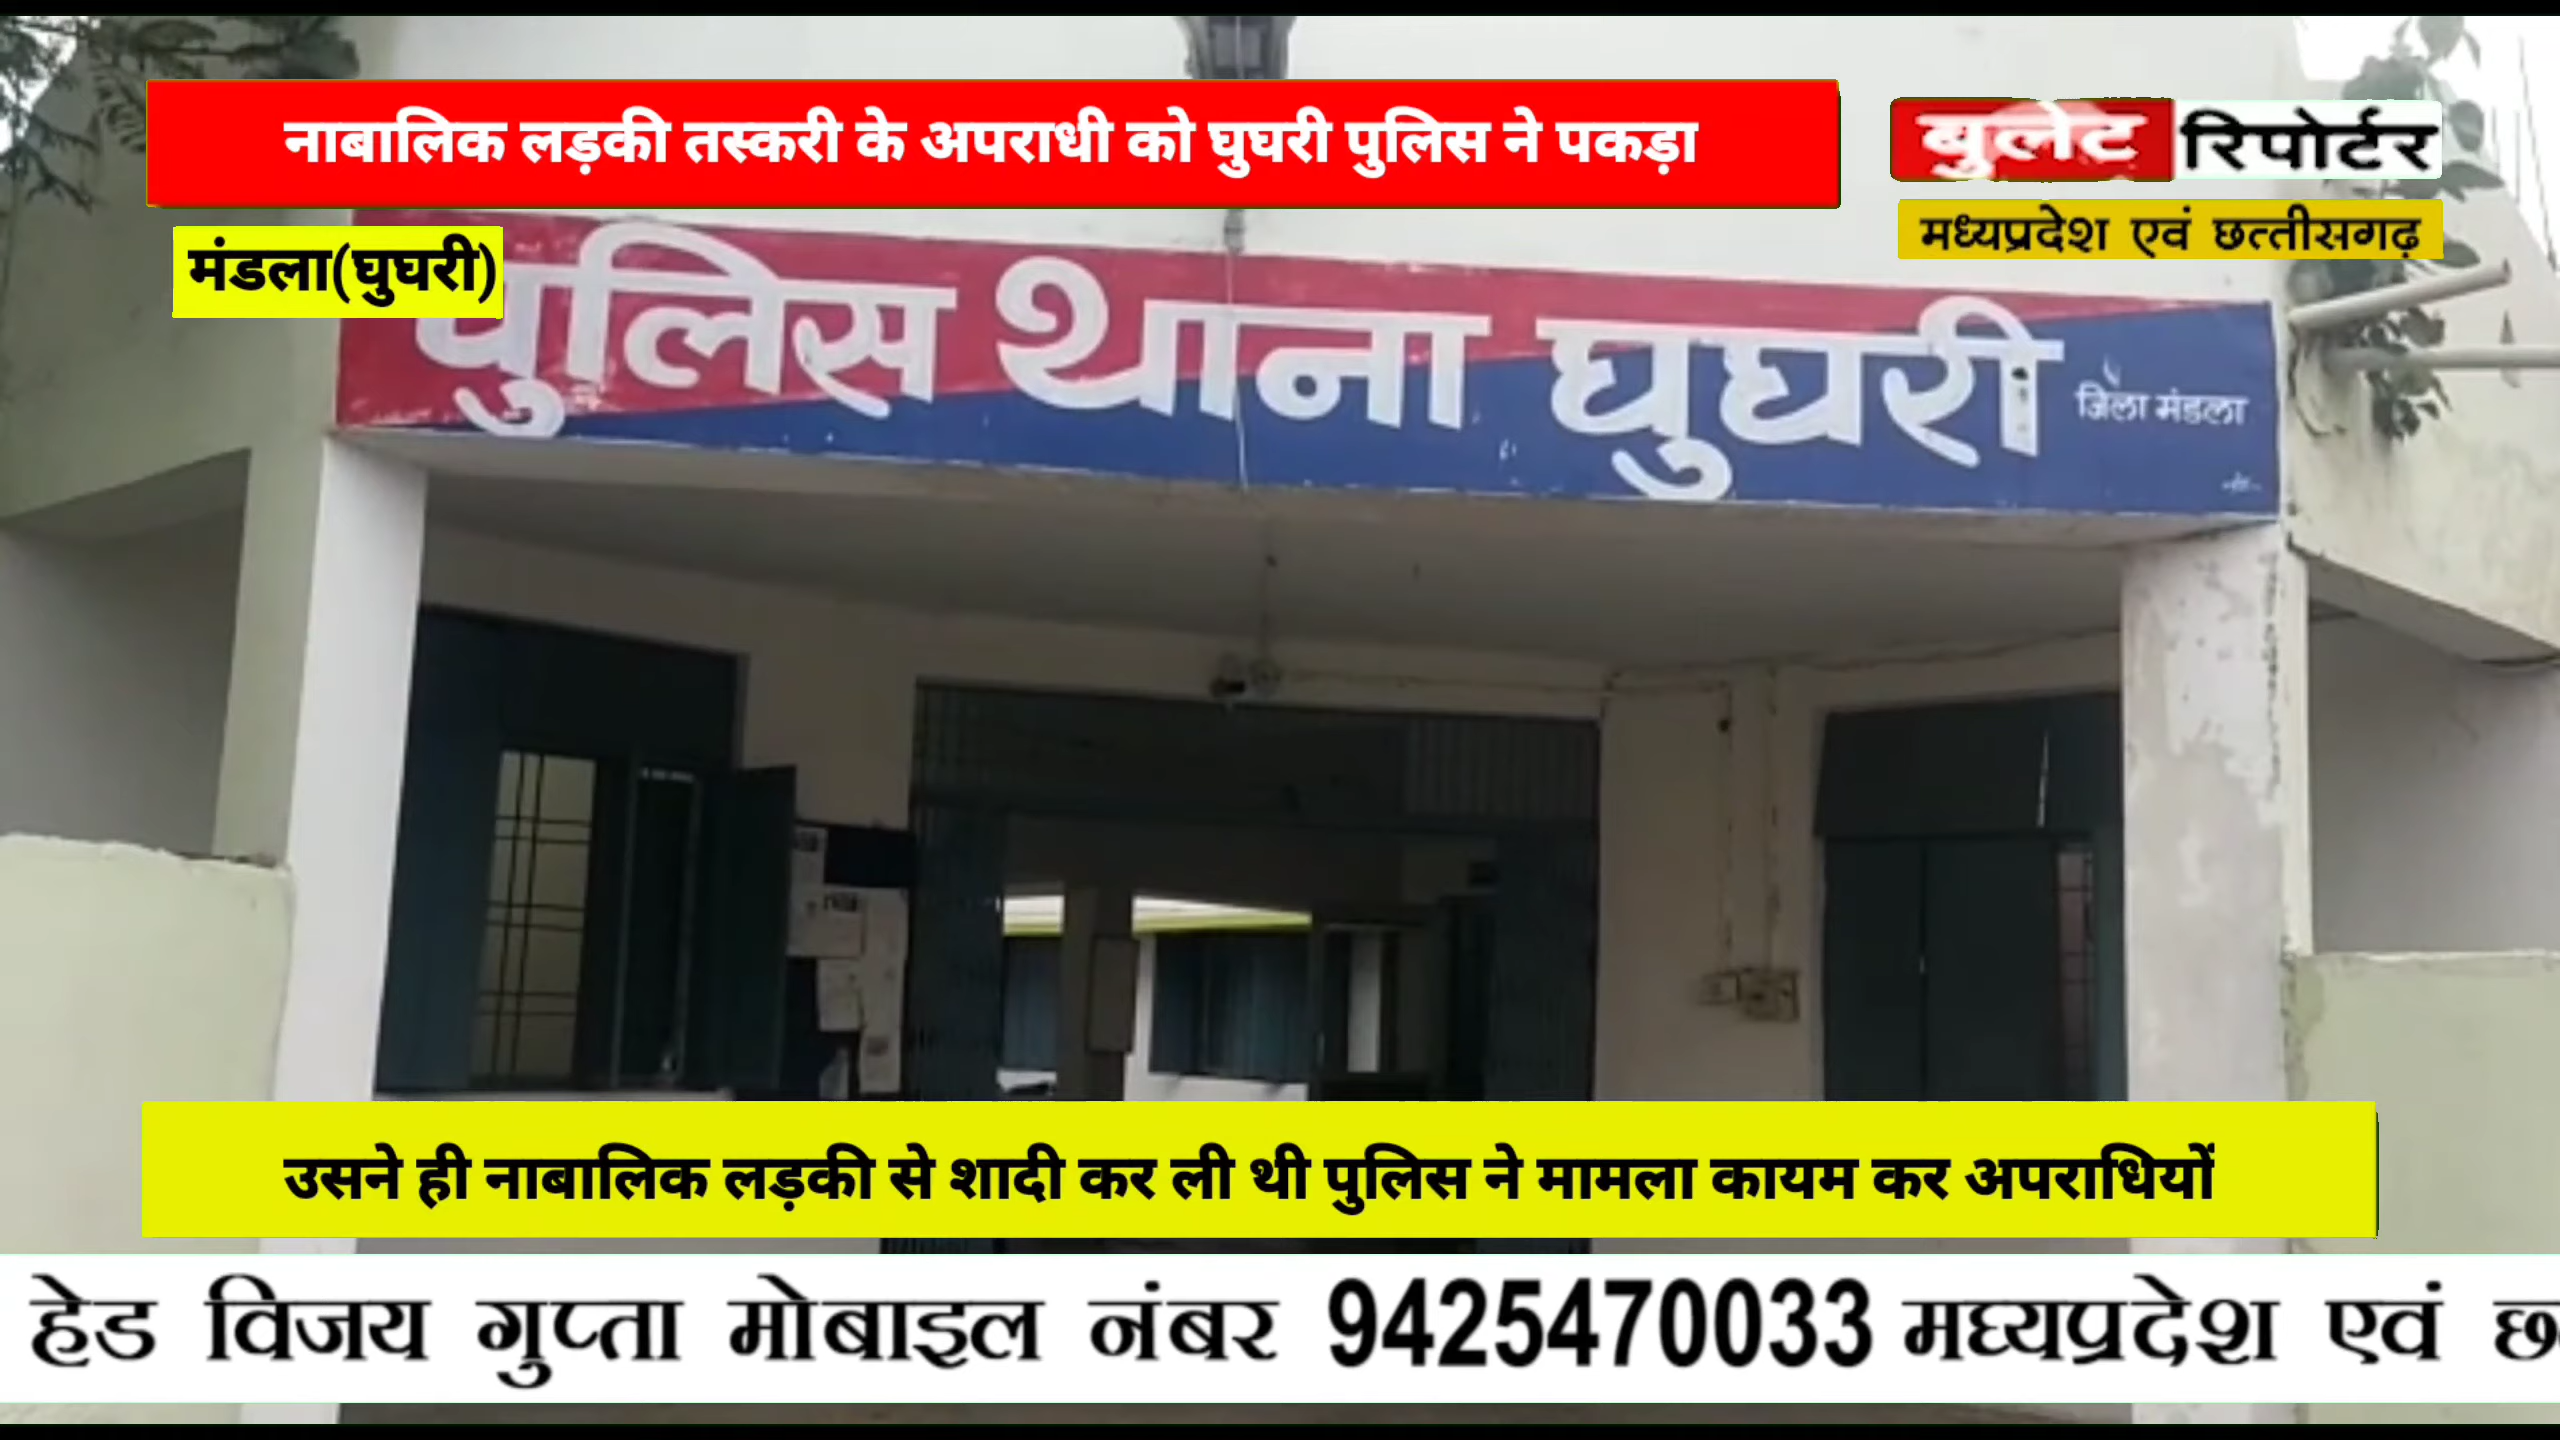 नाबालिक लड़की तस्करी के अपराधी को घुघरी पुलिस ने पकड़ा
बुलेट रिपोर्टर
मध्यप्रदेश एवं छत्तीसगढ़
मंडला(घुघरी)
पुलिस थाना घुघरी
जिला मंडला
उसने ही नाबालिक लड़की से शादी कर ली थी पुलिस ने मामला कायम कर अपराधियों
हेड विजय गुप्ता मोबाइल नंबर 9425470033 मध्यप्रदेश एवं